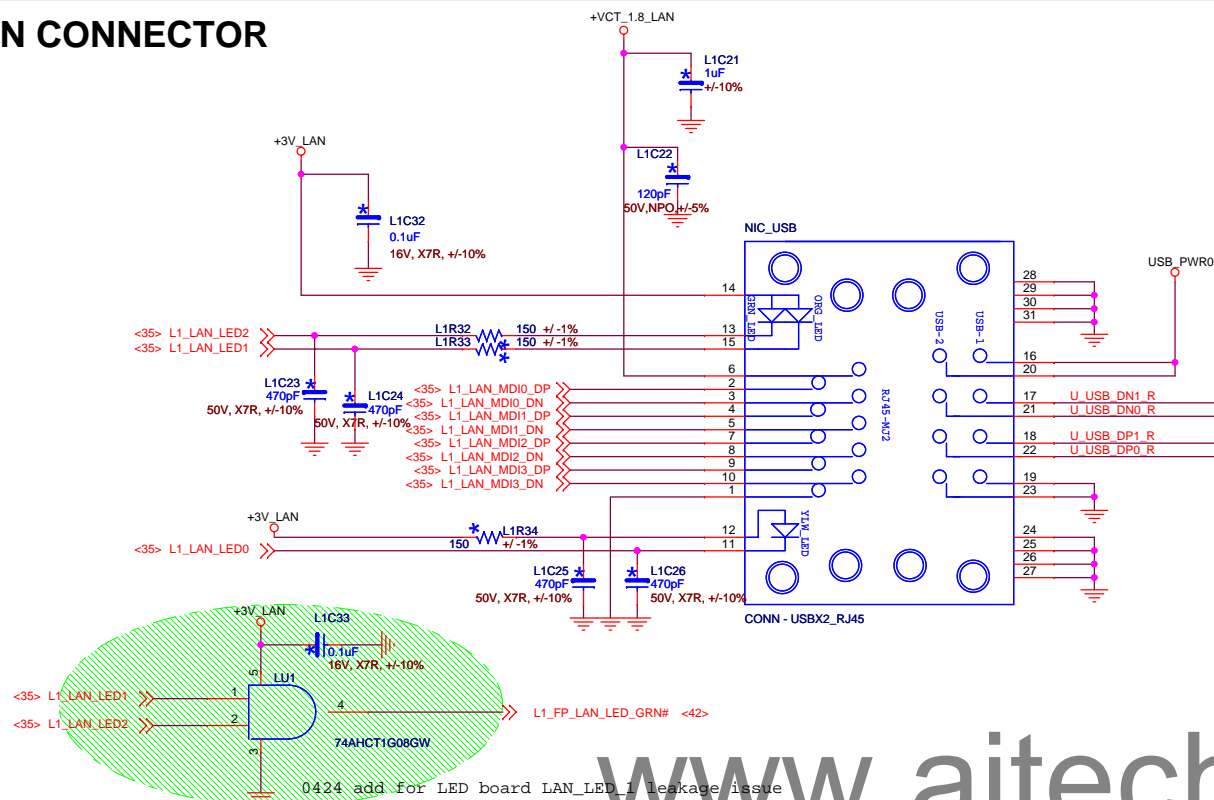 N CONNECTOR
+VCT_1.8_LAN
L1C21
1uF
+/-10%
+3V_LAN
L1C22
120pF
50V,NPO,+/-5%
L1C32
0.1uF
16V, X7R, +/-10%
NIC_USB
USB_PWR0
14
GRN_LED
ORG_LED
28
29
30
31
USB-2
USB-1
<35> L1_LAN_LED2
L1R32
150 +/-1%
13
<35> L1_LAN_LED1
L1R33
150 +/-1%
15
16
20
L1C23
470pF
50V, X7R, +/-10%
L1C24
470pF
50V, X7R, +/-10%
6
<35> L1_LAN_MDI0_DP
2
<35> L1_LAN_MDI0_DN
3
<35> L1_LAN_MDI1_DP
4
<35> L1_LAN_MDI1_DN
5
<35> L1_LAN_MDI2_DP
7
<35> L1_LAN_MDI2_DN
8
<35> L1_LAN_MDI3_DP
9
<35> L1_LAN_MDI3_DN
10
1
RJ45-MJ2
17 U_USB_DN1_R
21 U_USB_DN0_R
18 U_USB_DP1_R
22 U_USB_DP0_R
19
23
+3V_LAN
L1R34
150
+/-1%
12
<35> L1_LAN_LED0
11
YLW_LED
24
25
26
27
L1C25
470pF
50V, X7R, +/-10%
L1C26
470pF
50V, X7R, +/-10%
CONN - USBX2_RJ45
+3V_LAN
L1C33
0.1uF
16V, X7R, +/-10%
5
LU1
<35> L1_LAN_LED1
1
<35> L1_LAN_LED2
2
4
L1_FP_LAN_LED_GRN# <42>
3
74AHCT1G08GW
0424 add for LED board LAN_LED_1 leakage issue
www.aitech